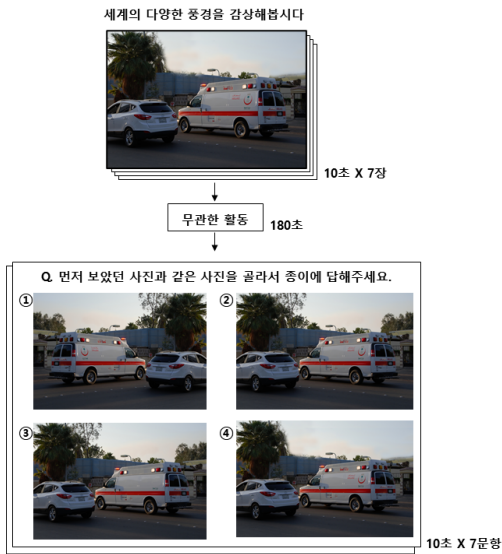 세계의 다양한 풍경을 감상해봅시다
10초 X 7장
무관한 활동
180초
Q. 먼저 보았던 사진과 같은 사진을 골라서 종이에 답해주세요.
① ②
③ ④
10초 X 7문항